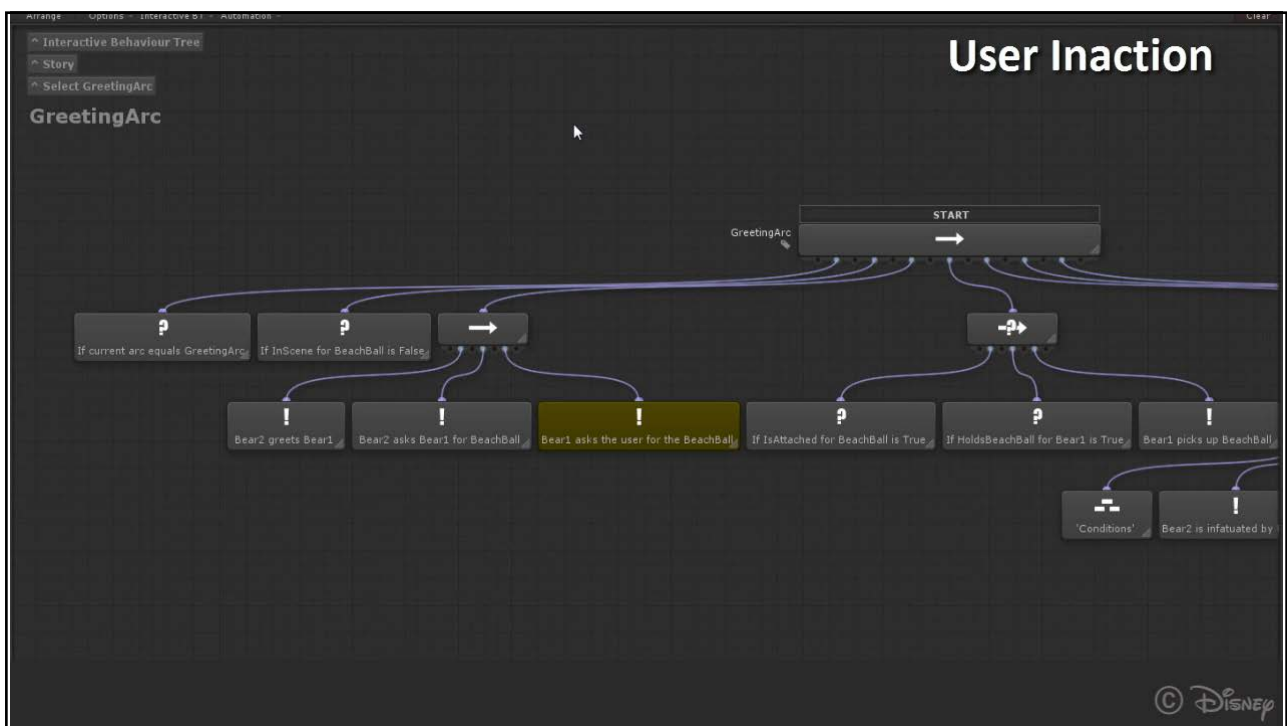 Arrange Options Interactive BT Automation Clear
^ Interactive Behaviour Tree
^ Story
^ Select GreetingArc
GreetingArc
User Inaction
START
GreetingArc
?
If current arc equals GreetingArc
?
If InScene for BeachBall is False
-?→
!
Bear2 greets Bear1
!
Bear2 asks Bear1 for BeachBall
!
Bear1 asks the user for the BeachBall
?
If IsAttached for BeachBall is True
?
If HoldsBeachBall for Bear1 is True
!
Bear1 picks up BeachBall
'Conditions'
!
Bear2 is infatuated by
© Disney